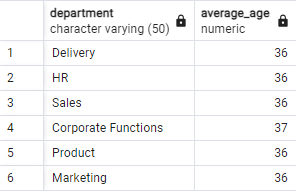 department average_age
character varying (50) numeric
1 Delivery 36
2 HR 36
3 Sales 36
4 Corporate Functions 37
5 Product 36
6 Marketing 36